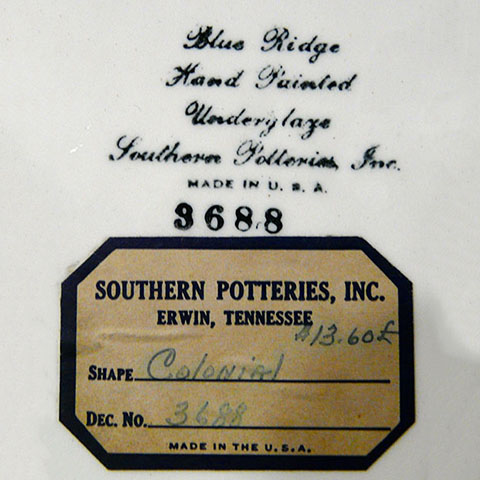 Blue Ridge
Hand Painted
Underglaze
Southern Potteries, Inc.
MADE IN U. S. A.
3688
SOUTHERN POTTERIES, INC.
ERWIN, TENNESSEE
$13.60£
SHAPE Colonial
DEC. NO. 3688
MADE IN THE U.S.A.